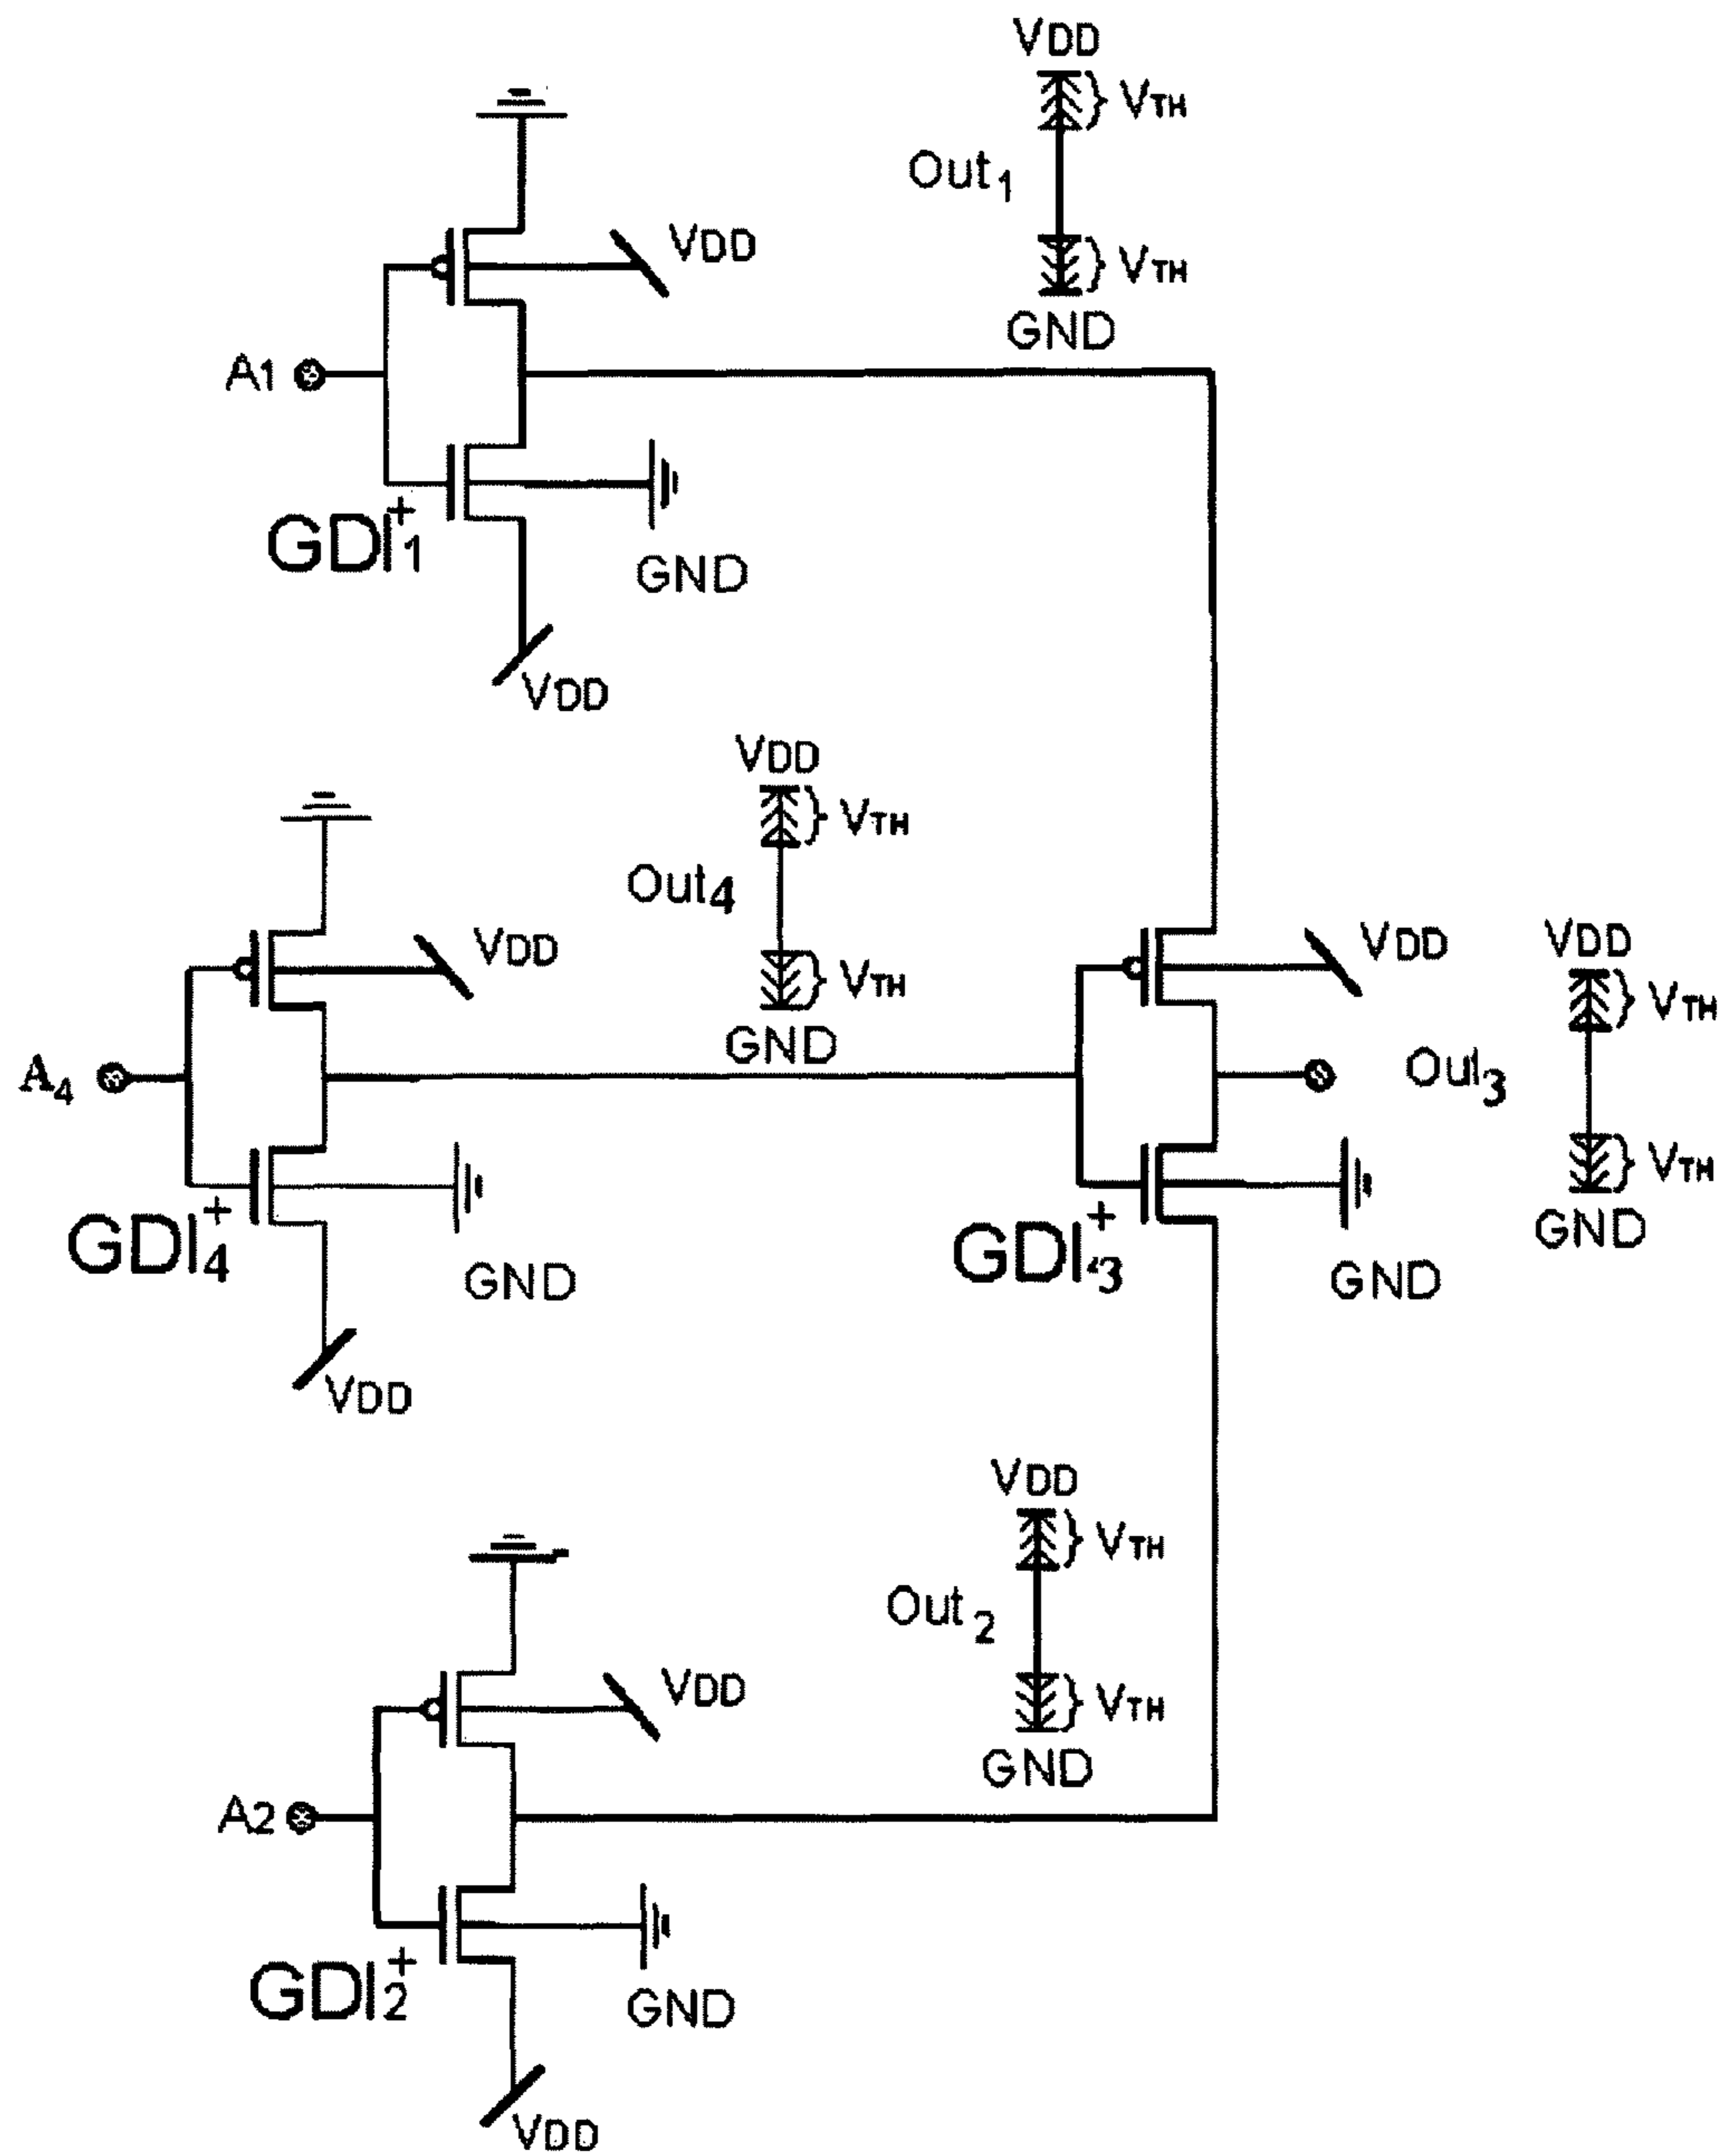 VDD
VTH
Out1
VDD
VTH
GND
A1
GDI1+
GND
VDD
VDD
VTH
Out4
VDD
VTH
GND
VDD
VDD
VTH
A4
Oul3
VTH
GDI4+
GND
GDI3+
GND
GND
VDD
VDD
VTH
Out2
VDD
VTH
GND
A2
GDI2+
GND
VDD